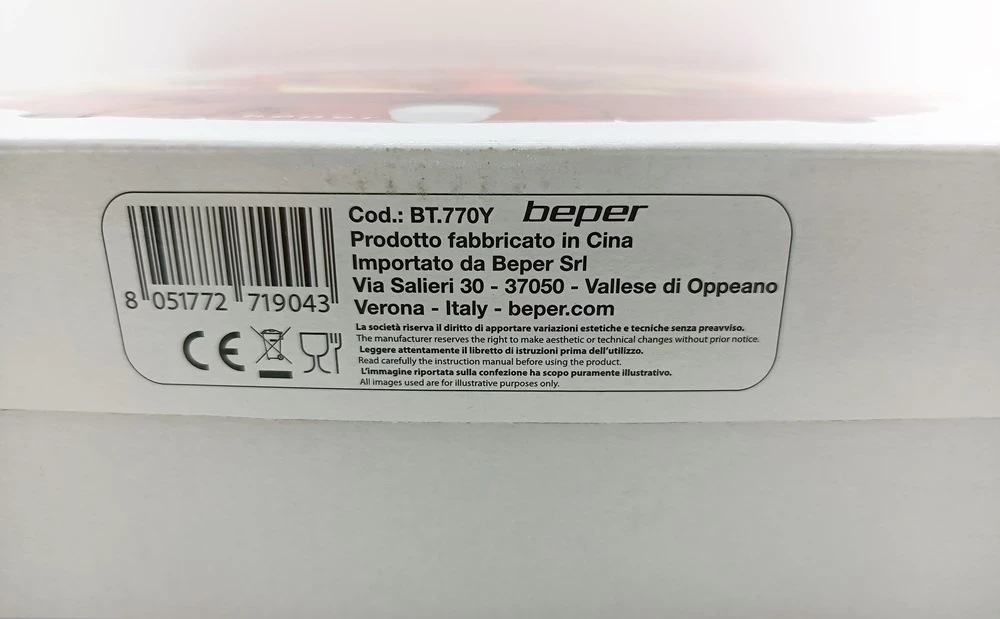 beper
Cod.: BT.770Y beper
Prodotto fabbricato in Cina
Importato da Beper Srl
Via Salieri 30 - 37050 - Vallese di Oppeano
Verona - Italy - beper.com
8 051772 719043
CE
La società riserva il diritto di apportare variazioni estetiche e tecniche senza preavviso.
The manufacturer reserves the right to make aesthetic or technical changes without prior notice.
Leggere attentamente il libretto di istruzioni prima dell'utilizzo.
Read carefully the instruction manual before using the product.
L'immagine riportata sulla confezione ha scopo puramente illustrativo.
All images used are for illustrative purposes only.